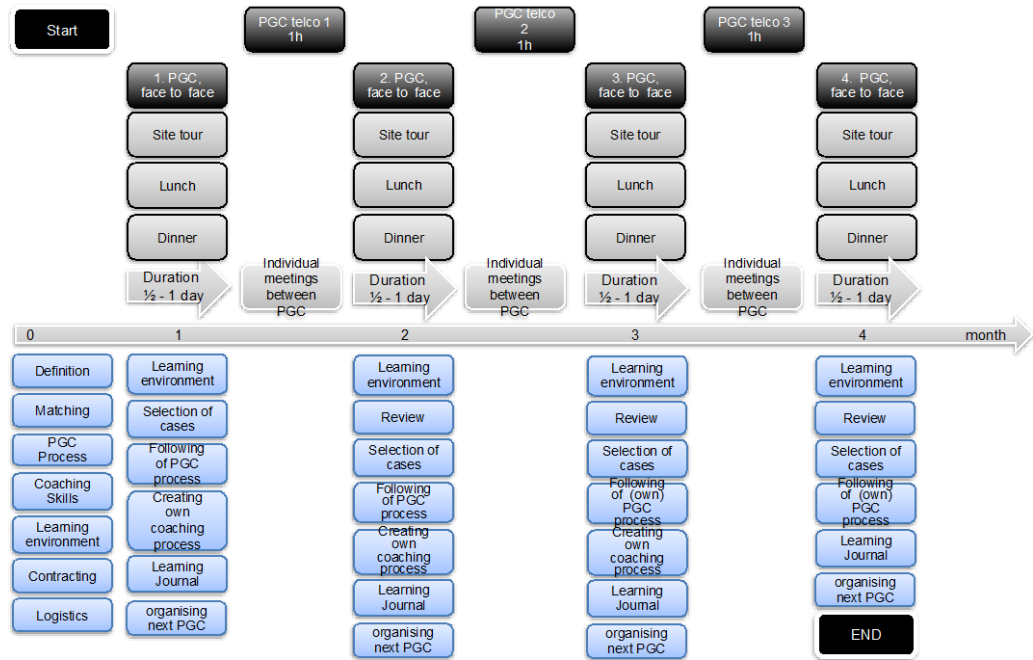 Start
PGC telco 1
1h
PGC telco
2
1h
PGC telco 3
1h
1. PGC,
face to face
2. PGC,
face to face
3. PGC,
face to face
4. PGC,
face to face
Site tour
Site tour
Site tour
Site tour
Lunch
Lunch
Lunch
Lunch
Dinner
Dinner
Dinner
Dinner
Duration
½ - 1 day
Individual
meetings
between
PGC
Duration
½ - 1 day
Individual
meetings
between
PGC
Duration
½ - 1 day
Individual
meetings
between
PGC
Duration
½ - 1 day
0 1 2 3 4 month
Definition
Matching
PGC
Process
Coaching
Skills
Learning
environment
Contracting
Logistics
Learning
environment
Selection of
cases
Following
of PGC
process
Creating
own
coaching
process
Learning
Journal
organising
next PGC
Learning
environment
Review
Selection of
cases
Following
of PGC
process
Creating
own
coaching
process
Learning
Journal
organising
next PGC
Learning
environment
Review
Selection of
cases
Following
of (own)
PGC
process
Creating
own
coaching
process
Learning
Journal
organising
next PGC
Learning
environment
Review
Selection of
cases
Following
of (own)
PGC
process
Learning
Journal
organising
next PGC
END